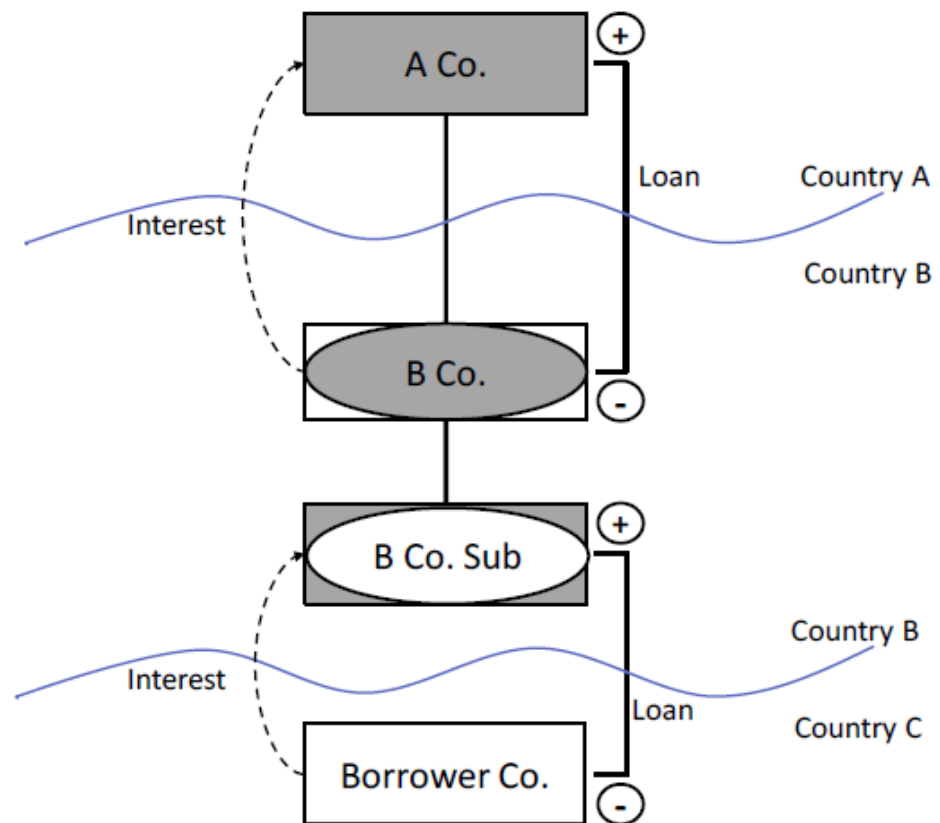 +
A Co.
Loan
Country A
Interest
Country B
B Co.
-
+
B Co. Sub
Country B
Interest
Loan
Country C
Borrower Co.
-